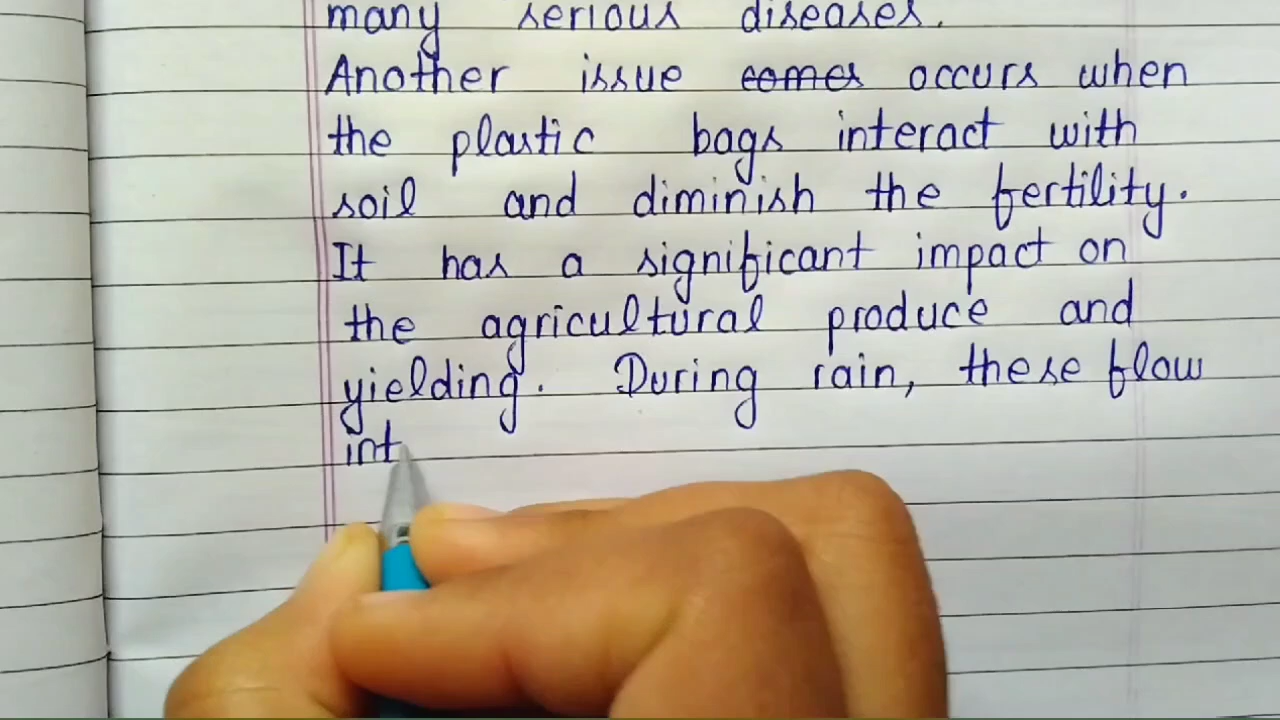 many serious diseases.
Another issue comes occurs when
the plastic bags interact with
soil and diminish the fertility.
It has a significant impact on
the agricultural produce and
yielding. During rain, these flow
int